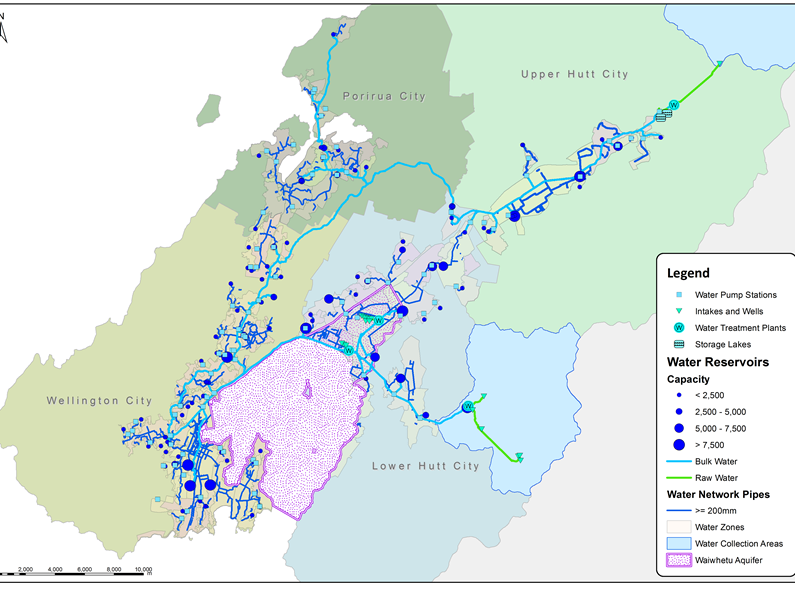 N
Upper Hutt City
Porirua City
Wellington City
Lower Hutt City
W
W
W
W
Legend
Water Pump Stations
Intakes and Wells
W Water Treatment Plants
Storage Lakes
Water Reservoirs
Capacity
< 2,500
2,500 - 5,000
5,000 - 7,500
> 7,500
Bulk Water
Raw Water
Water Network Pipes
>= 200mm
Water Zones
Water Collection Areas
Waiwhetu Aquifer
2,000 4,000 6,000 8,000 10,000
m